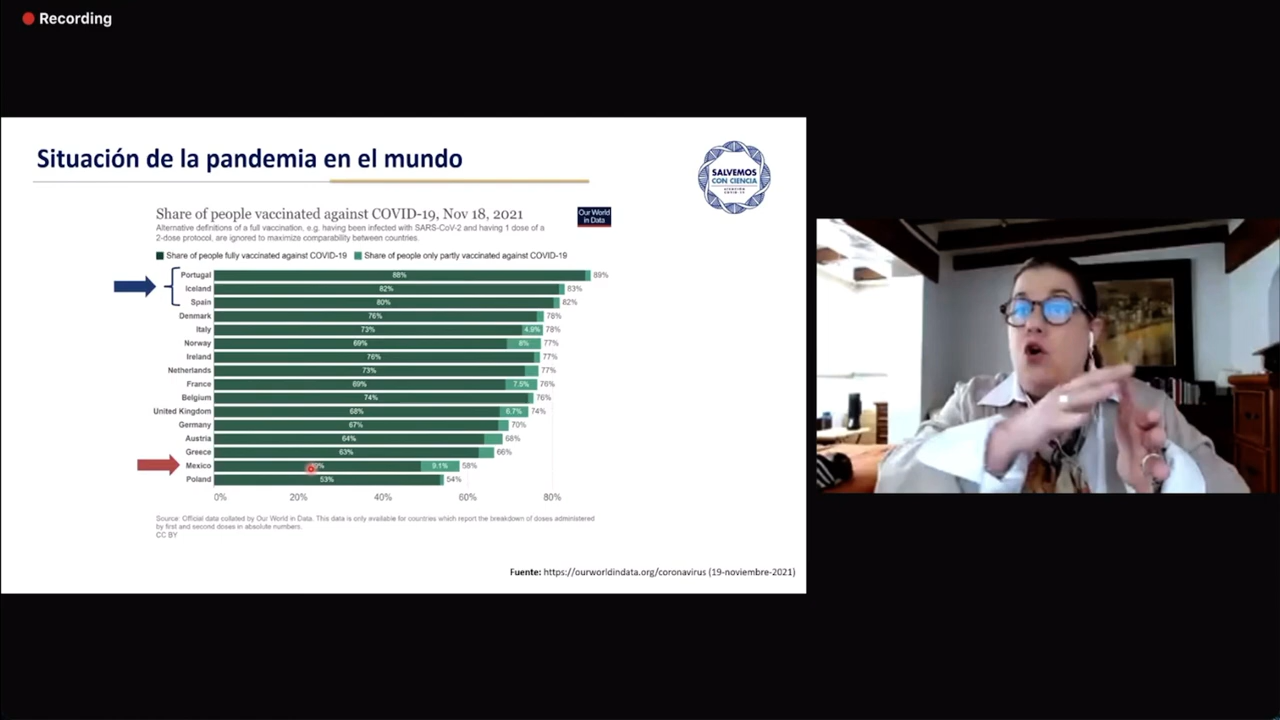 Recording
Situación de la pandemia en el mundo
SALVEMOS
CON CIENCIA
Share of people vaccinated against COVID-19, Nov 18, 2021
Our World
in Data
Alternative definitions of a full vaccination, e.g. having been infected with SARS-CoV-2 and having 1 dose of a
2-dose protocol, are ignored to maximize comparability between countries.
Share of people fully vaccinated against COVID-19 Share of people only partly vaccinated against COVID-19
Portugal 88% 89%
Iceland 82% 83%
Spain 80% 82%
Denmark 76% 78%
Italy 73% 4.9% 78%
Norway 69% 8% 77%
Ireland 76% 77%
Netherlands 73% 77%
France 69% 7.5% 76%
Belgium 74% 76%
United Kingdom 68% 6.7% 74%
Germany 67% 70%
Austria 64% 68%
Greece 63% 66%
Mexico 9.1% 58%
Poland 53% 54%
0% 20% 40% 60% 80%
Source: Official data collated by Our World in Data. This data is only available for countries which report the breakdown of doses administered
by first and second doses in absolute numbers.
CC BY
Fuente: https://ourworldindata.org/coronavirus (19-noviembre-2021)